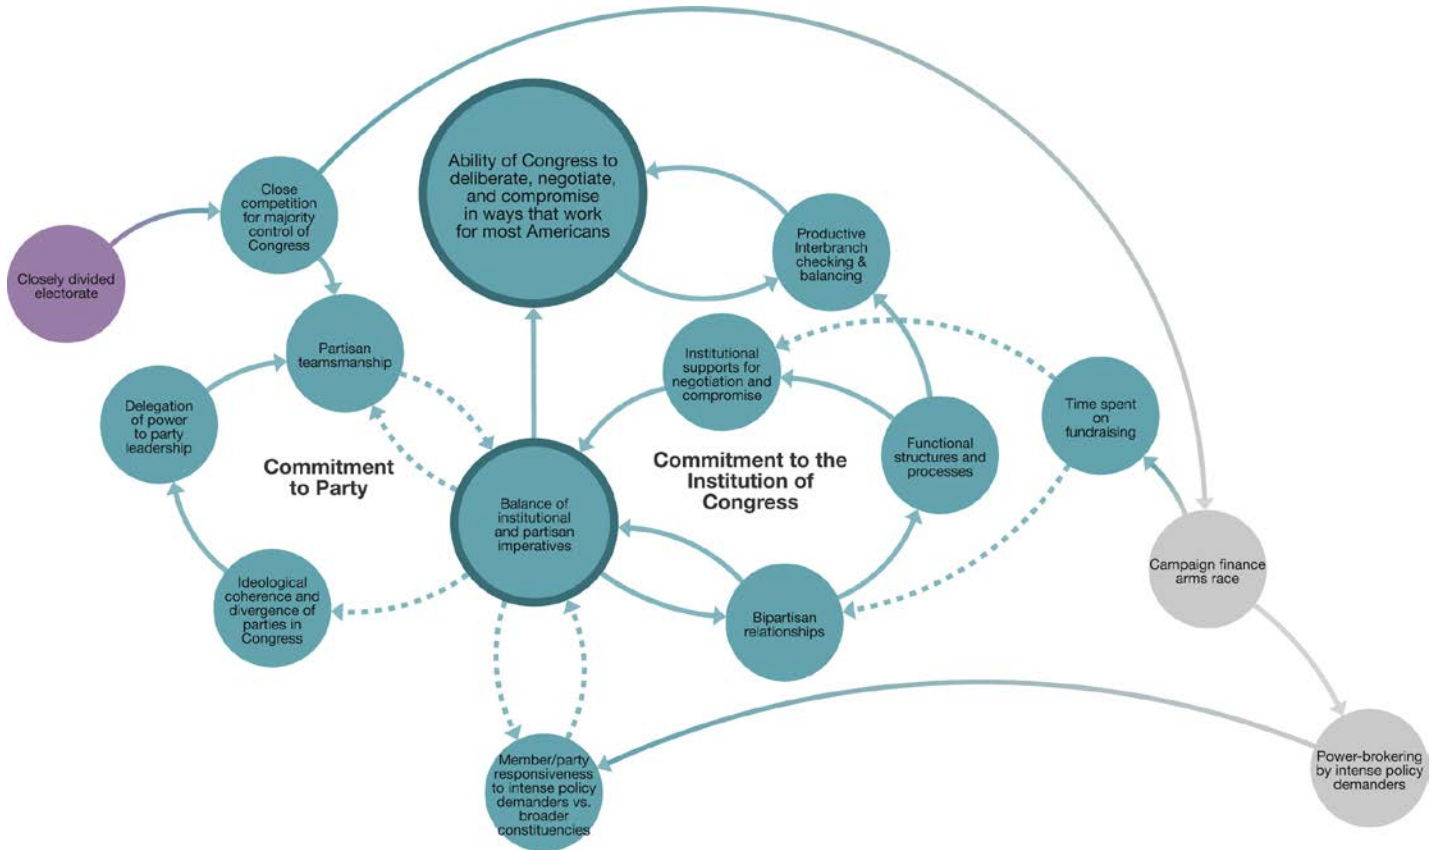 Ability of Congress to
deliberate, negotiate,
and compromise
in ways that work
for most Americans
Close
competition
for majority
control of
Congress
Productive
Interbranch
checking &
balancing
Closely divided
electorate
Partisan
teamsmanship
Institutional
supports for
negotiation and
compromise
Delegation
of power
to party
leadership
Time spent
on
fundraising
Functional
structures and
processes
Commitment
to Party
Commitment to the
Institution of
Congress
Balance of
institutional
and partisan
imperatives
Campaign finance
arms race
Ideological
coherence and
divergence of
parties in
Congress
Bipartisan
relationships
Member/party
responsiveness
to intense policy
demanders vs.
broader
constituencies
Power-brokering
by intense policy
demanders